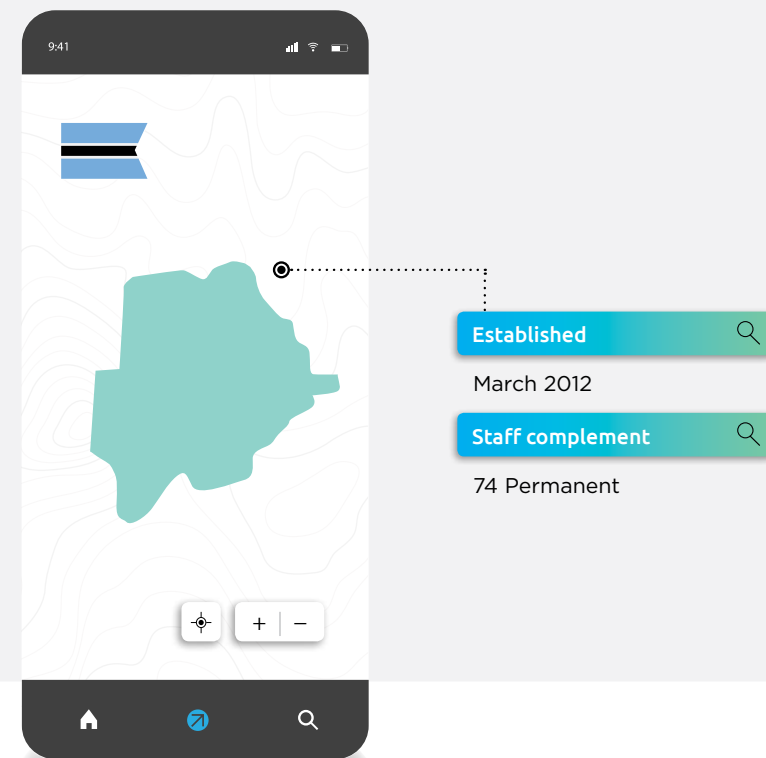 9:41
Established
March 2012
Staff complement
74 Permanent